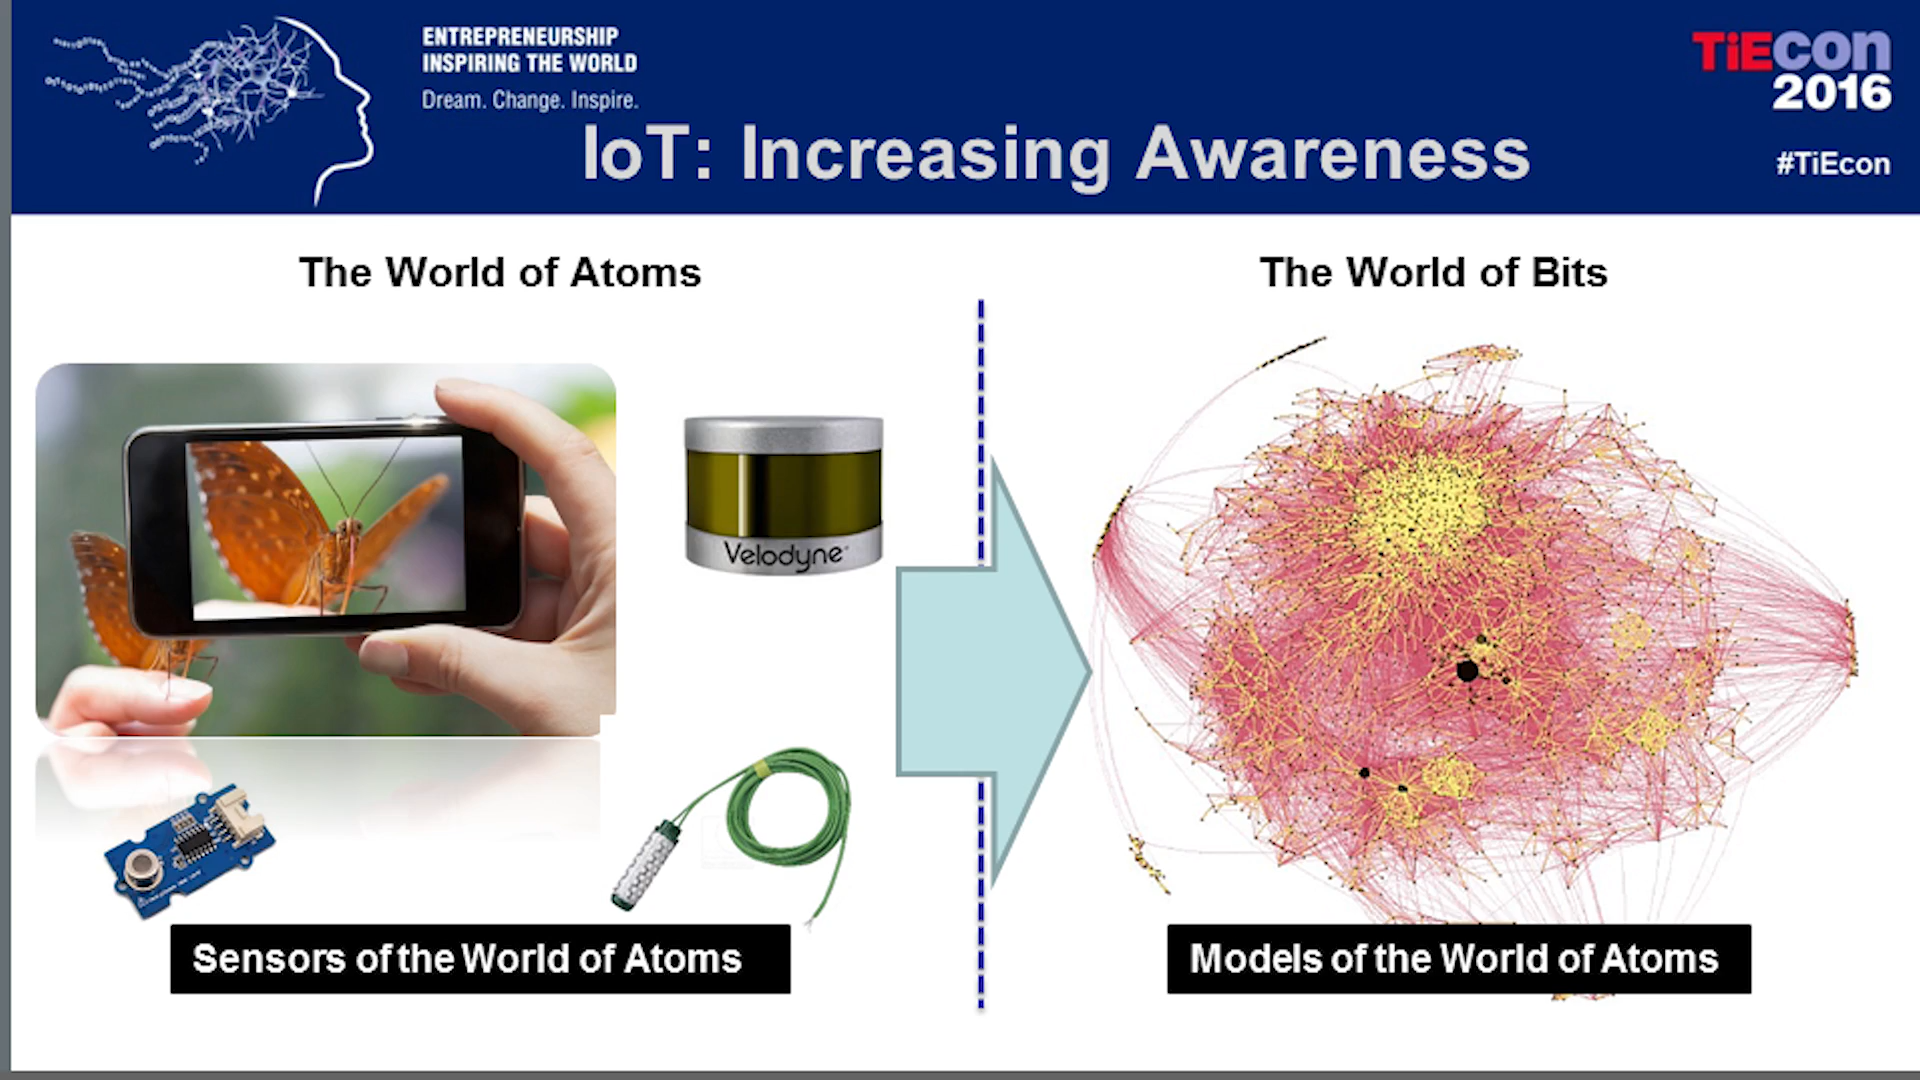 ENTREPRENEURSHIP
INSPIRING THE WORLD
Dream. Change. Inspire.
TiEcon
2016
#TiEcon
IoT: Increasing Awareness
The World of Atoms
The World of Bits
Velodyne
Sensors of the World of Atoms
Models of the World of Atoms